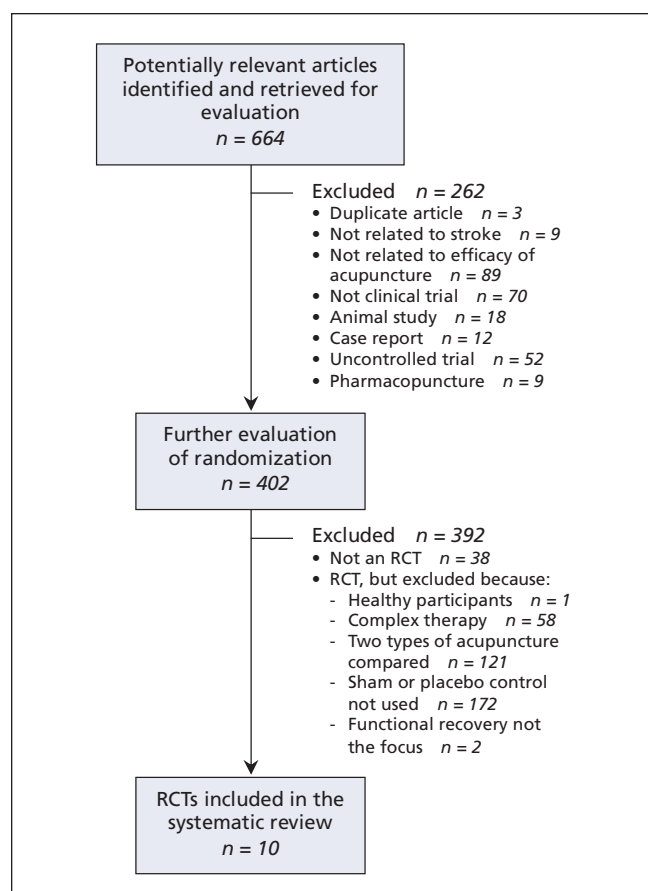 Potentially relevant articles
identified and retrieved for
evaluation
n = 664
Excluded n = 262
• Duplicate article n = 3
• Not related to stroke n = 9
• Not related to efficacy of
acupuncture n = 89
• Not clinical trial n = 70
• Animal study n = 18
• Case report n = 12
• Uncontrolled trial n = 52
• Pharmacopuncture n = 9
Further evaluation
of randomization
n = 402
Excluded n = 392
• Not an RCT n = 38
• RCT, but excluded because:
- Healthy participants n = 1
- Complex therapy n = 58
- Two types of acupuncture
compared n = 121
- Sham or placebo control
not used n = 172
- Functional recovery not
the focus n = 2
RCTs included in the
systematic review
n = 10